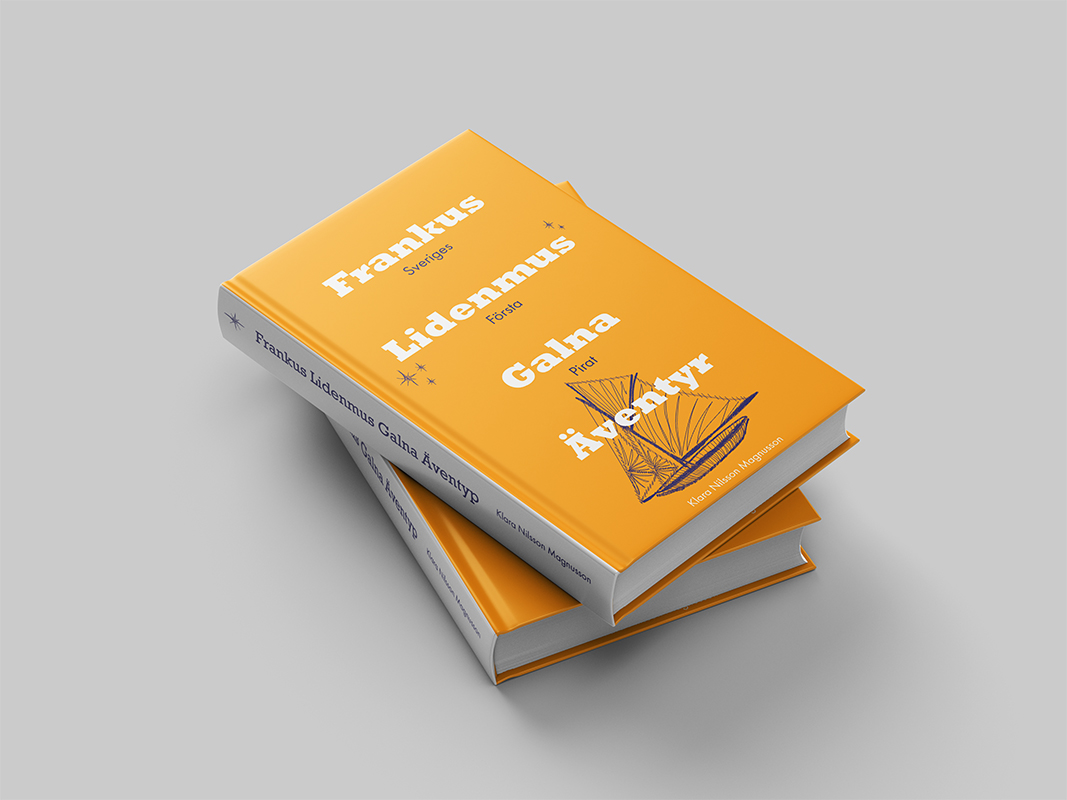 Frankus
Sveriges
Lidenmus
Första
Galna
Pirat
Äventyr
Klara Nilsson Magnusson
Frankus Lidenmus Galna Äventyp
Klara Nilsson Magnusson
Galna Äventyp
Klara Nilsson Magnusson